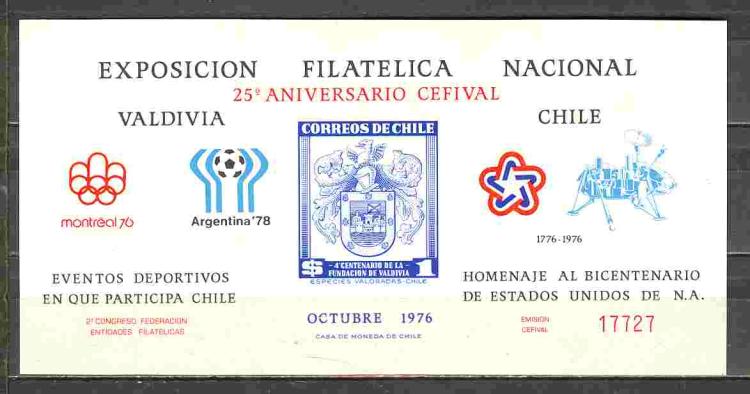 EXPOSICION FILATELICA NACIONAL
25º ANIVERSARIO CEFIVAL
VALDIVIA
CHILE
CORREOS DE CHILE
$ 4º CENTENARIO DE LA FUNDACION DE VALDIVIA 1
ESPECIES VALORADAS-CHILE
montréal 76
Argentina '78
1776-1976
EVENTOS DEPORTIVOS
EN QUE PARTICIPA CHILE
HOMENAJE AL BICENTENARIO
DE ESTADOS UNIDOS DE N.A.
2º CONGRESO FEDERACION
ENTIDADES FILATELICAS
OCTUBRE 1976
CASA DE MONEDA DE CHILE
EMISION
CEFIVAL
17727